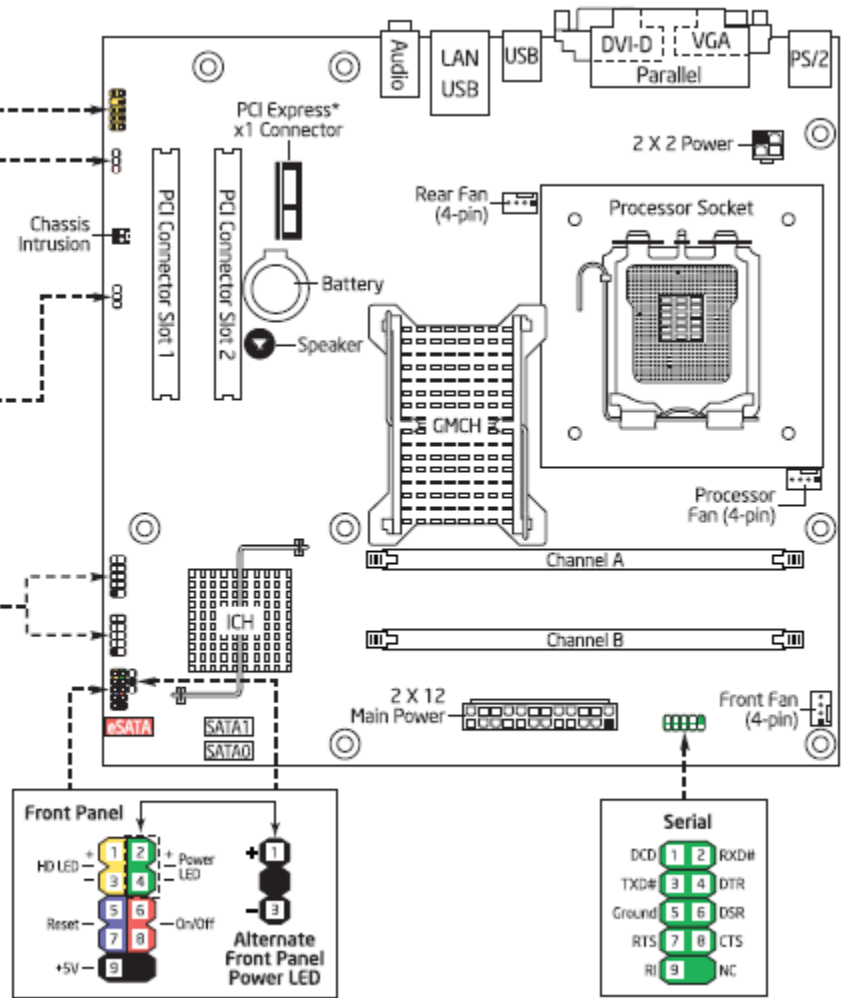 Audio
LAN
USB
USB
DVI-D
VGA
Parallel
PS/2
PCI Express*
x1 Connector
2 X 2 Power
Rear Fan
(4-pin)
Processor Socket
Chassis
Intrusion
PCI Connector Slot 1
PCI Connector Slot 2
Battery
Speaker
GMCH
Processor
Fan (4-pin)
Channel A
ICH
Channel B
2 X 12
Main Power
Front Fan
(4-pin)
eSATA
SATA1
SATA0
Front Panel
HD LED
+
-
1 2
3 4
+
-
Power
LED
Reset
5 6
7 8
On/Off
+5V
9
+
1
-
3
Alternate
Front Panel
Power LED
Serial
DCD 1 2 RXD#
TXD# 3 4 DTR
Ground 5 6 DSR
RTS 7 8 CTS
RI 9 NC